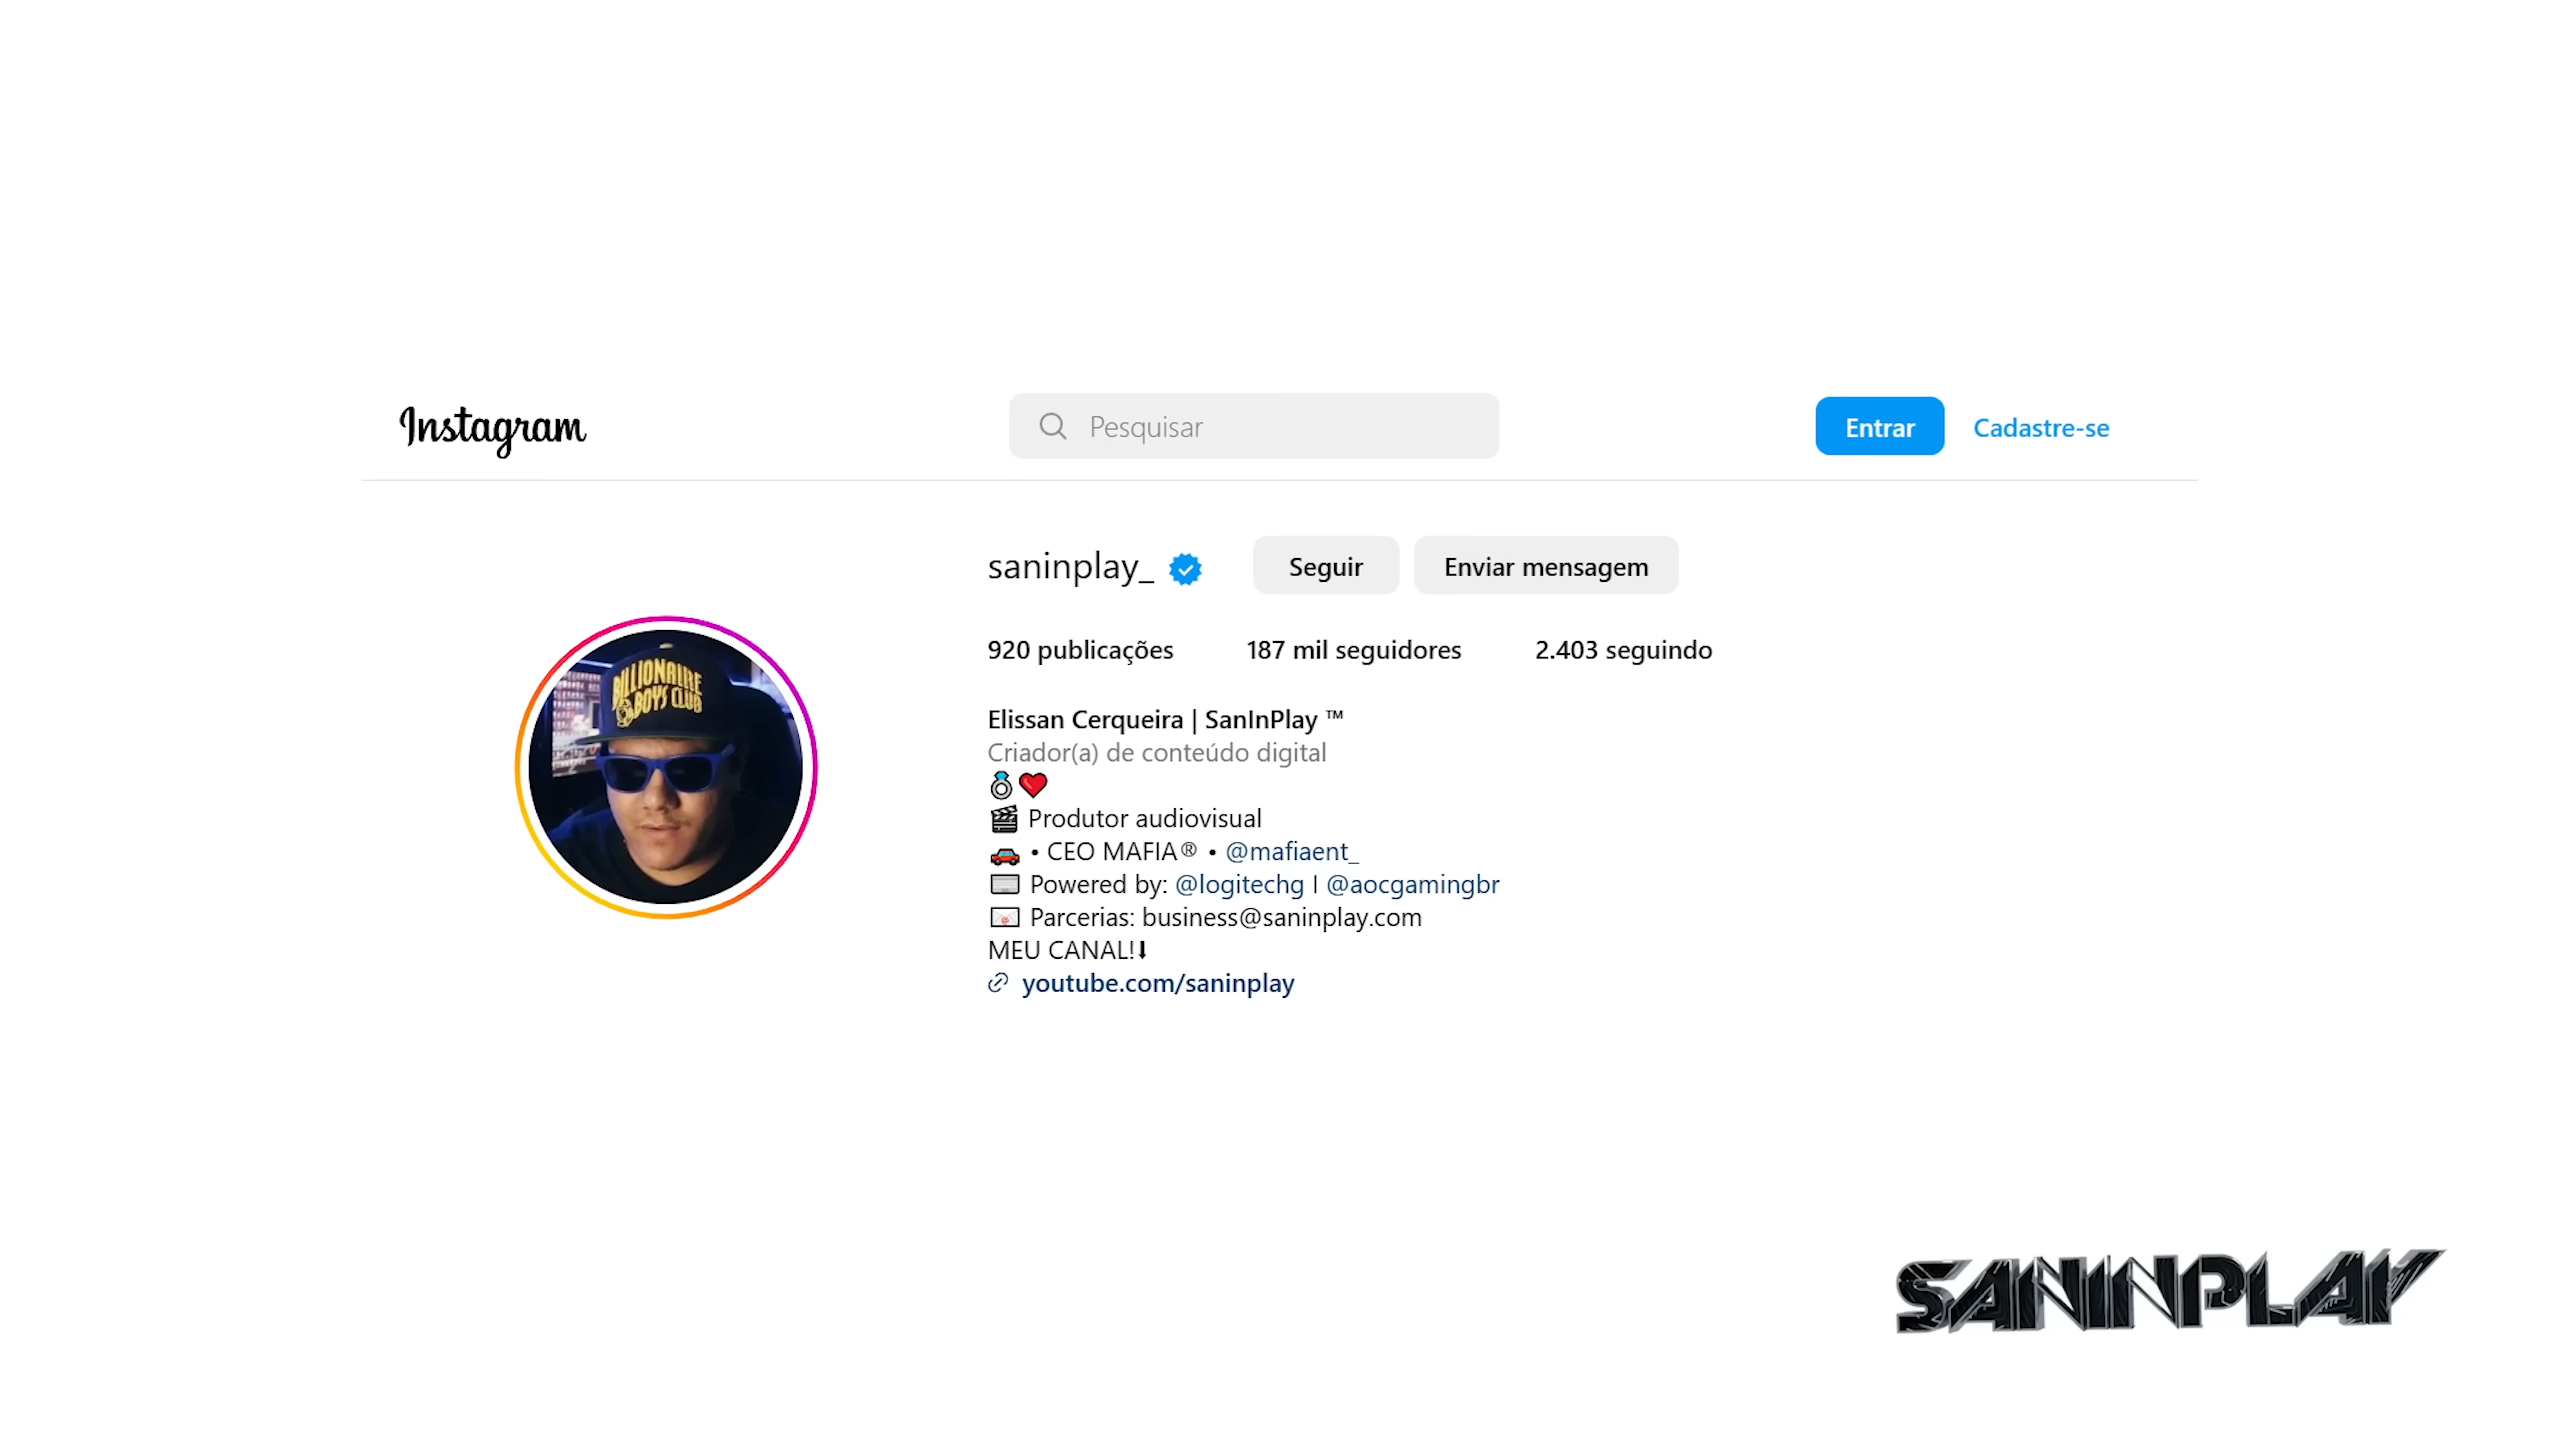 Instagram
Pesquisar
Entrar
Cadastre-se
saninplay_
Seguir
Enviar mensagem
920 publicações
187 mil seguidores
2.403 seguindo
BILLIONAIRE
BOYS CLUB
Elissan Cerqueira | SanInPlay ™
Criador(a) de conteúdo digital
💍❤️
🎬 Produtor audiovisual
🚗 • CEO MAFIA® • @mafiaent_
⌨️ Powered by: @logitechg l @aocgamingbr
📧 Parcerias: business@saninplay.com
MEU CANAL!⬇
youtube.com/saninplay
SANINPLAY